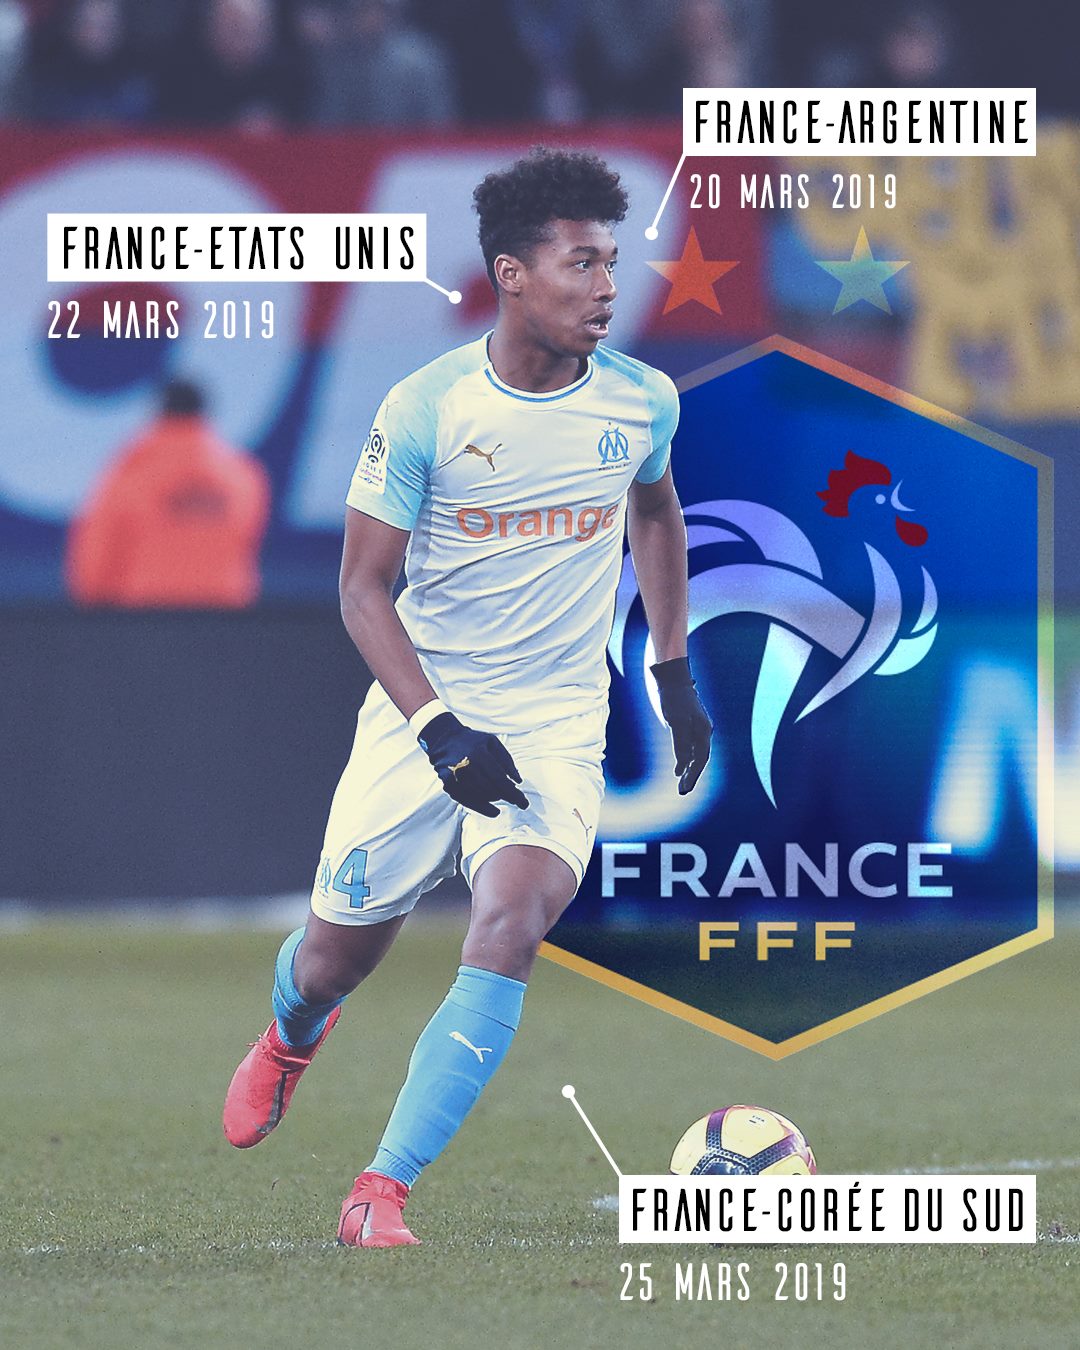 FRANCE-ARGENTINE
20 MARS 2019
FRANCE-ETATS UNIS
22 MARS 2019
Orange
4
FRANCE
FFF
FRANCE-CORÉE DU SUD
25 MARS 2019